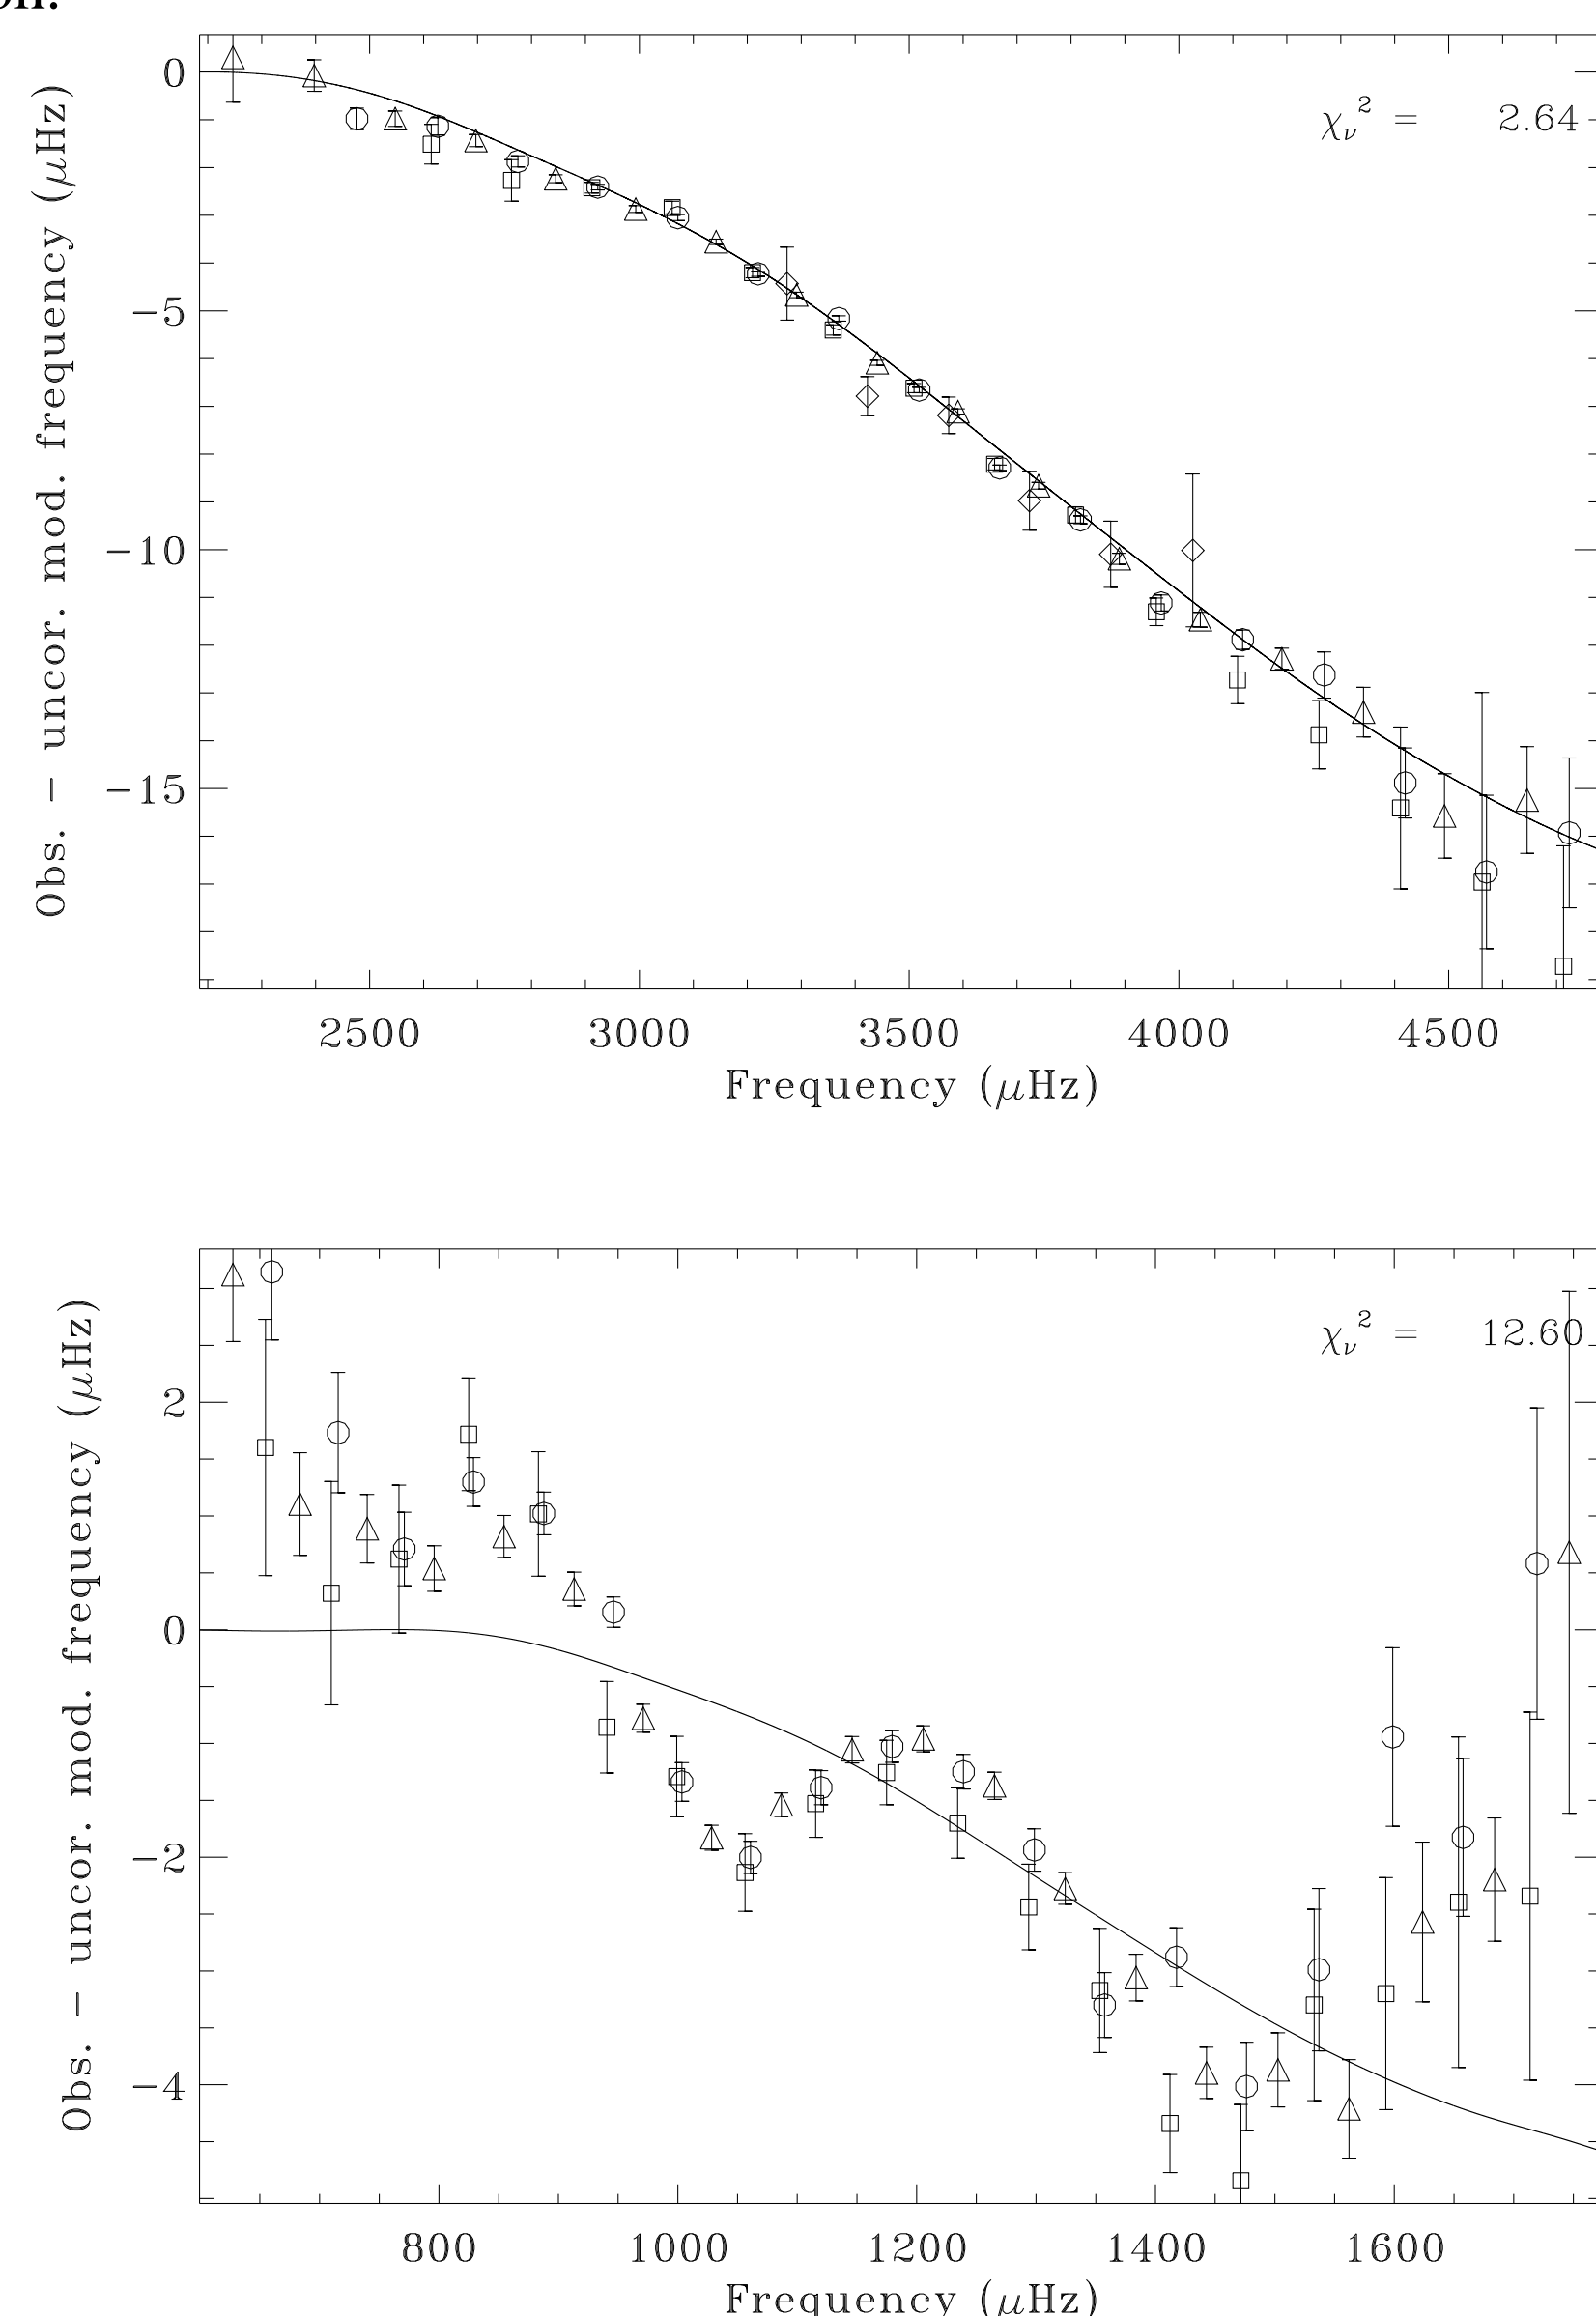 on.
0
−5
−10
−15
Obs. − uncor. mod. frequency (μHz)
χν² = 2.64
2500 3000 3500 4000 4500
Frequency (μHz)
2
0
−2
−4
Obs. − uncor. mod. frequency (μHz)
χν² = 12.60
800 1000 1200 1400 1600
Frequency (μHz)